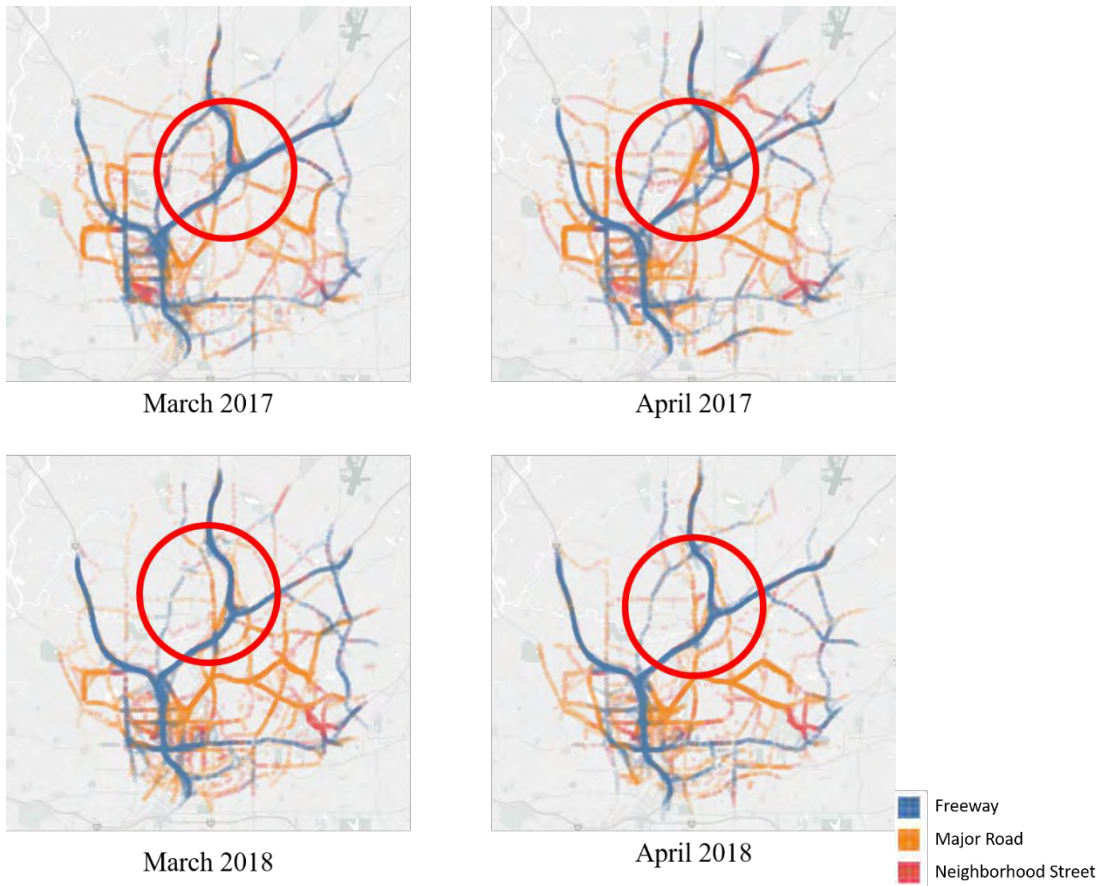 March 2017
April 2017
March 2018
April 2018
Freeway
Major Road
Neighborhood Street